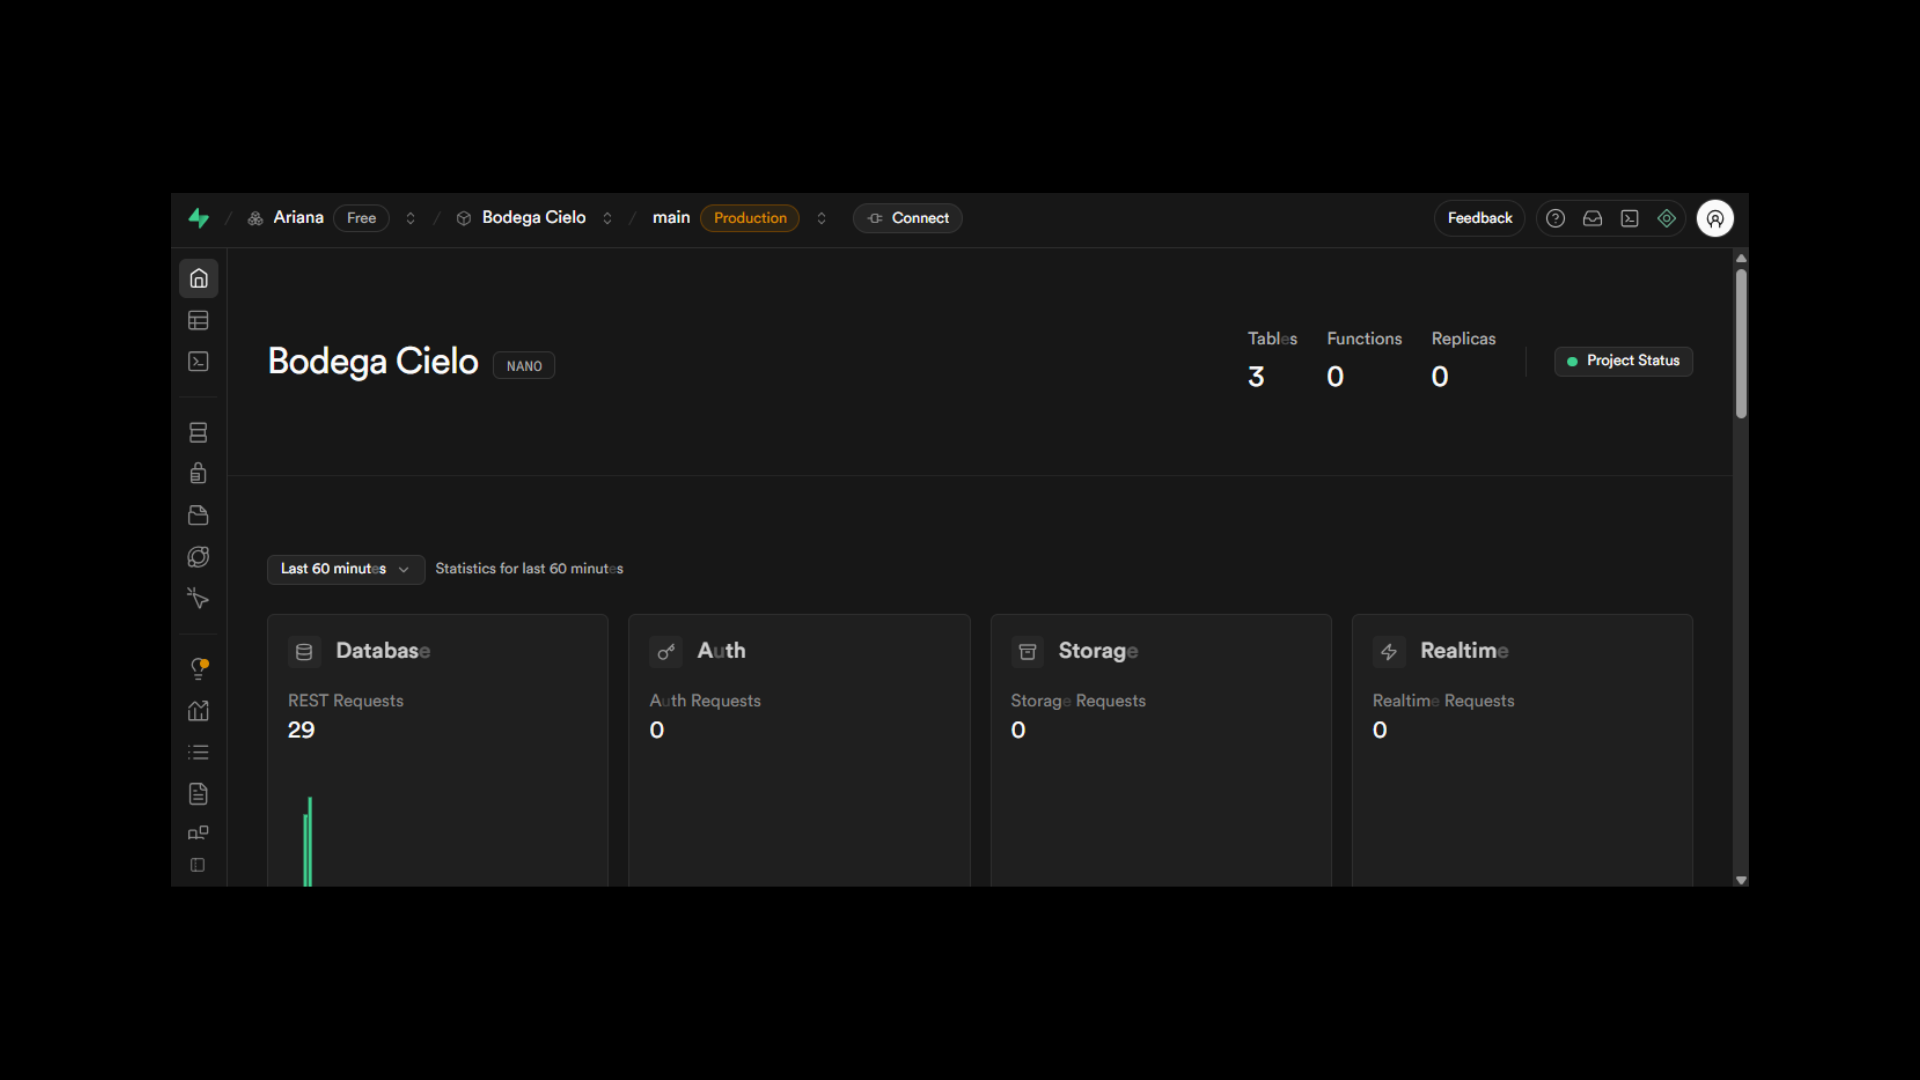 Ariana Free Bodega Cielo main Production Connect Feedback
Bodega Cielo NANO
Tables Functions Replicas
3 0 0
Project Status
Last 60 minutes Statistics for last 60 minutes
Database
REST Requests
29
Auth
Auth Requests
0
Storage
Storage Requests
0
Realtime
Realtime Requests
0